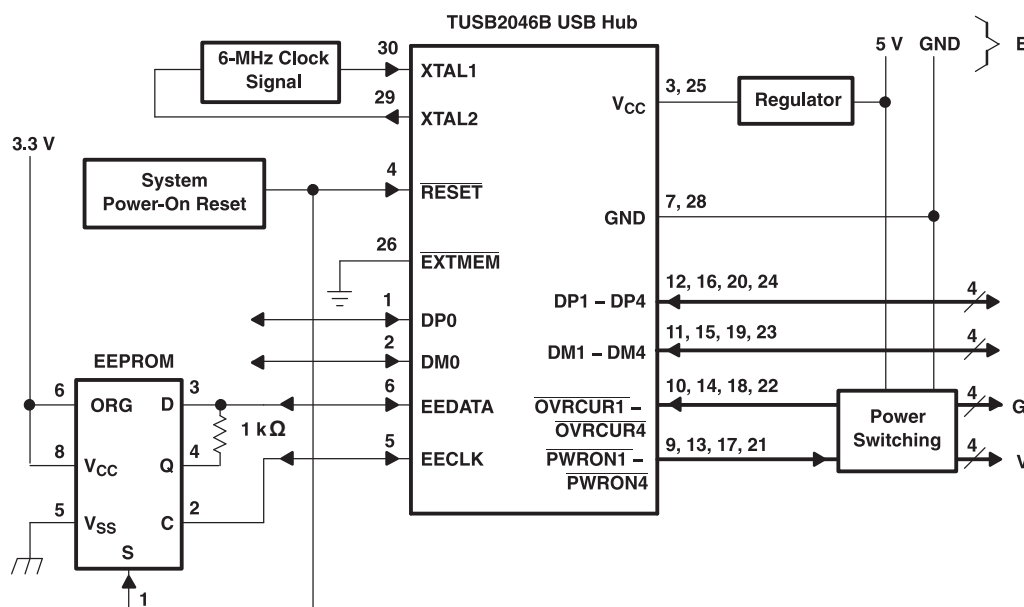 TUSB2046B USB Hub
6-MHz Clock
Signal
30
XTAL1
29
XTAL2
5 V
GND
3, 25
VCC
Regulator
3.3 V
System
Power-On Reset
4
RESET
7, 28
GND
26
EXTMEM
12, 16, 20, 24
DP1 – DP4
4
1
DP0
11, 15, 19, 23
DM1 – DM4
4
2
DM0
EEPROM
6
ORG
D
3
1 kΩ
6
EEDATA
10, 14, 18, 22
OVRCUR1 –
OVRCUR4
Power
Switching
4
G
8
VCC
Q
4
5
EECLK
9, 13, 17, 21
PWRON1 –
PWRON4
4
V
5
VSS
C
2
S
1